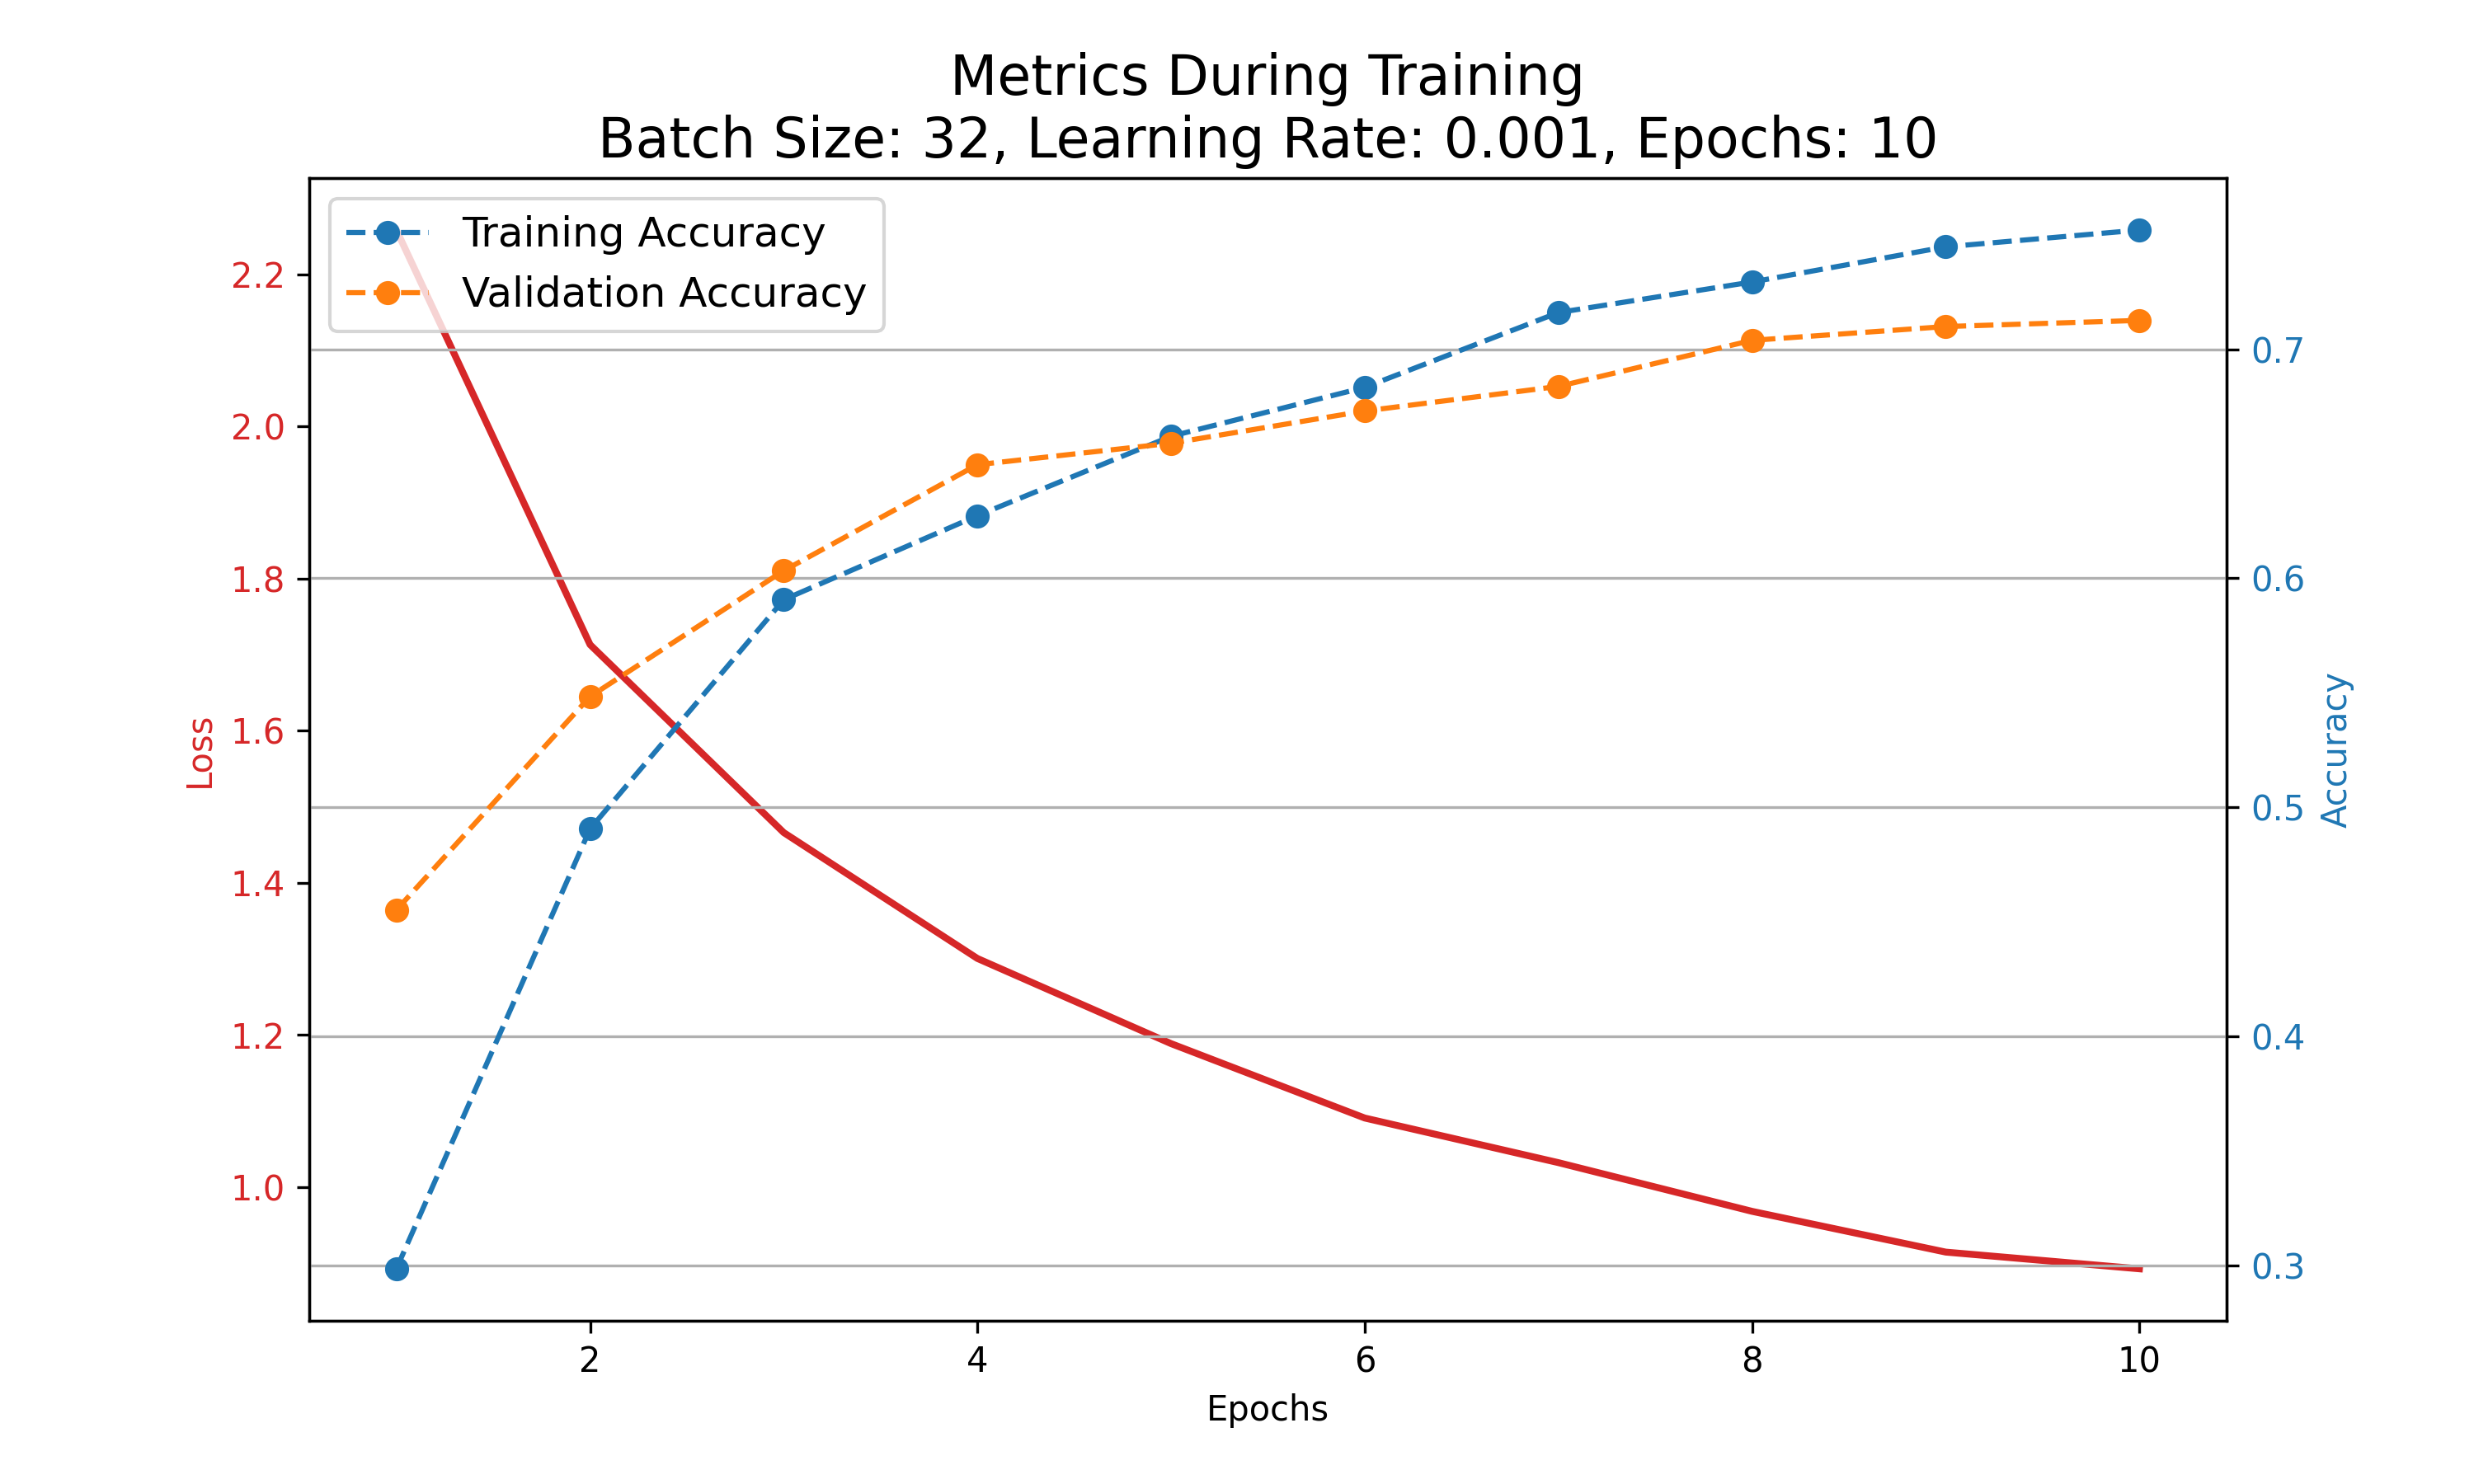 Metrics During Training
Batch Size: 32, Learning Rate: 0.001, Epochs: 10
Training Accuracy
Validation Accuracy
2.2
2.0
1.8
1.6
1.4
1.2
1.0
Loss
0.7
0.6
0.5
0.4
0.3
Accuracy
2 4 6 8 10
Epochs